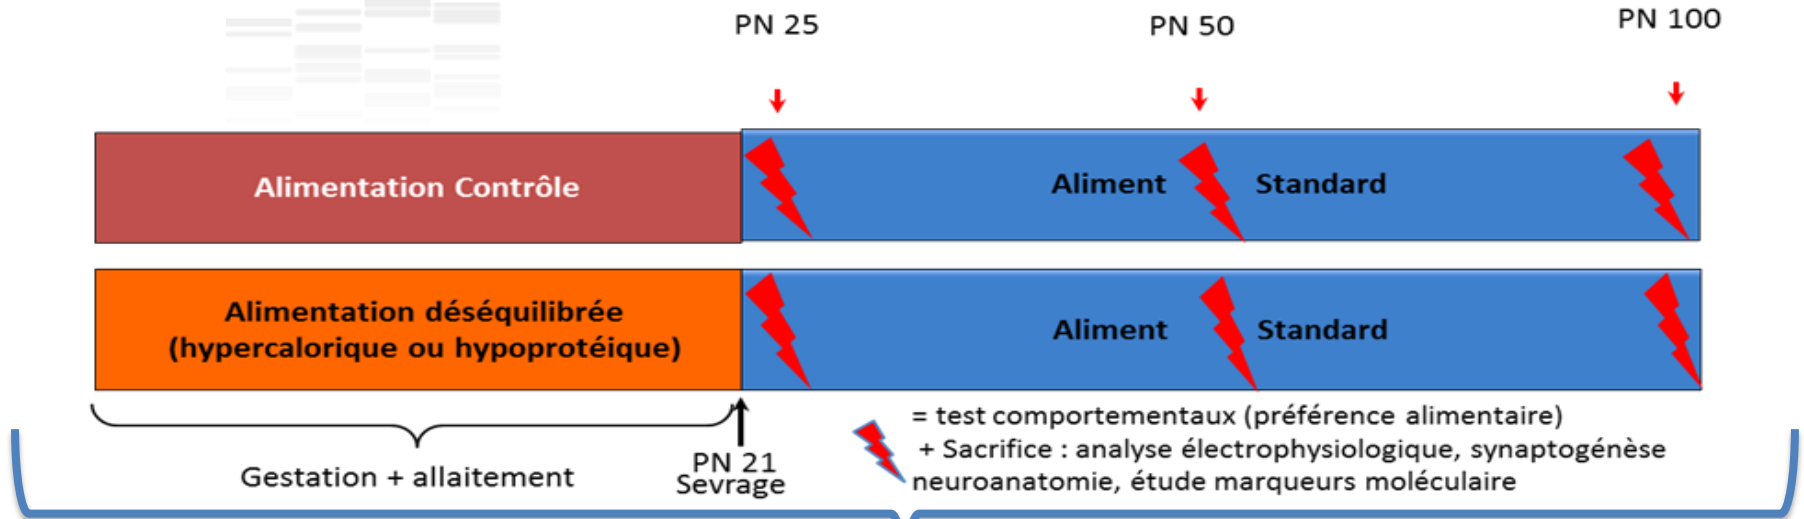 PN 25
PN 50
PN 100
Alimentation Contrôle
Aliment Standard
Alimentation déséquilibrée
(hypercalorique ou hypoprotéique)
Aliment Standard
Gestation + allaitement
PN 21
Sevrage
= test comportementaux (préférence alimentaire)
+ Sacrifice : analyse électrophysiologique, synaptogénèse
neuroanatomie, étude marqueurs moléculaire